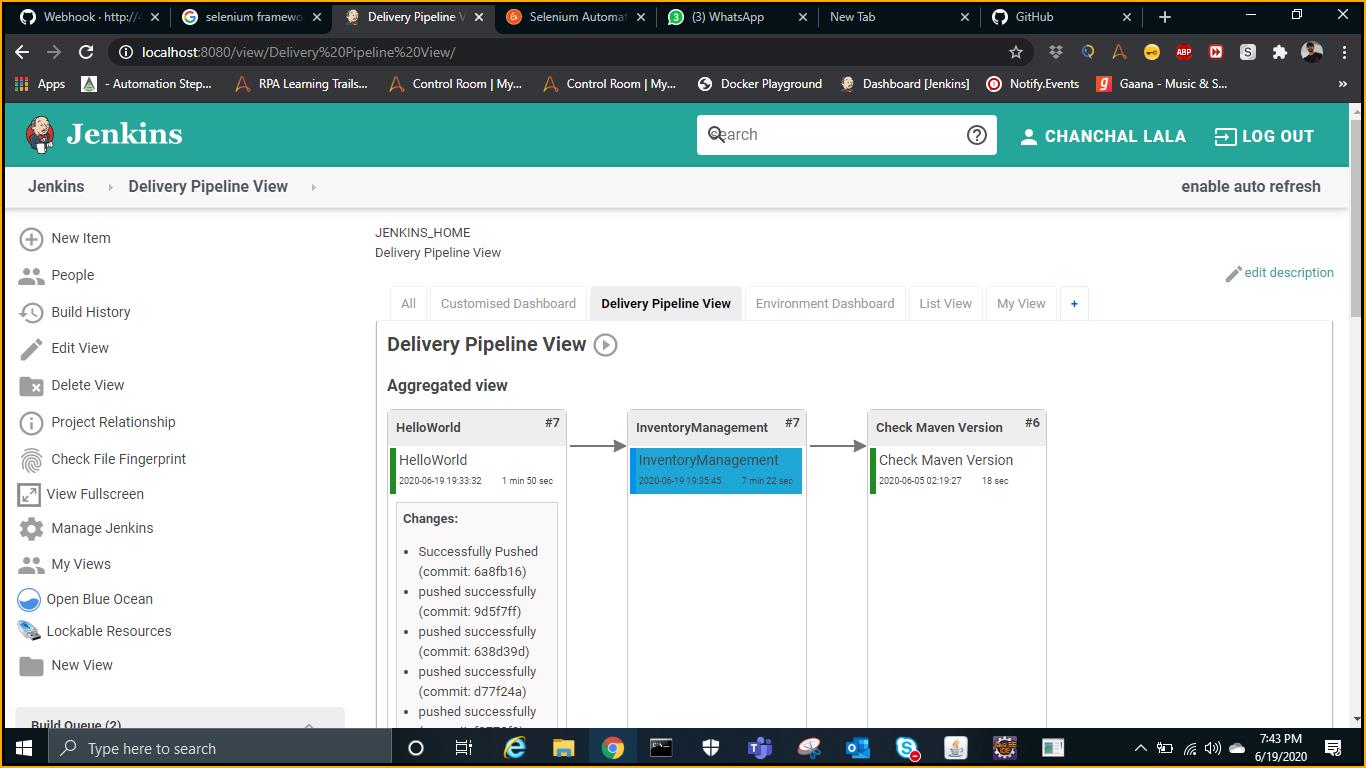 Webhook · http://4
selenium framewo
Delivery Pipeline V
Selenium Automat
(3) WhatsApp
New Tab
GitHub
localhost:8080/view/Delivery%20Pipeline%20View/
Apps
- Automation Step...
RPA Learning Trails...
Control Room | My...
Control Room | My...
Docker Playground
Dashboard [Jenkins]
Notify.Events
Gaana - Music & S...
»
Jenkins
Search
CHANCHAL LALA
LOG OUT
Jenkins
Delivery Pipeline View
enable auto refresh
New Item
People
Build History
Edit View
Delete View
Project Relationship
Check File Fingerprint
View Fullscreen
Manage Jenkins
My Views
Open Blue Ocean
Lockable Resources
New View
Build Queue (2)
JENKINS_HOME
Delivery Pipeline View
edit description
All
Customised Dashboard
Delivery Pipeline View
Environment Dashboard
List View
My View
+
Delivery Pipeline View
Aggregated view
HelloWorld #7
HelloWorld
2020-06-19 19:33:32 1 min 50 sec
Changes:
• Successfully Pushed
(commit: 6a8fb16)
• pushed successfully
(commit: 9d5f7ff)
• pushed successfully
(commit: 638d39d)
• pushed successfully
(commit: d77f24a)
• pushed successfully
InventoryManagement #7
InventoryManagement
2020-06-19 19:35:45 7 min 22 sec
Check Maven Version #6
Check Maven Version
2020-06-05 02:19:27 18 sec
Type here to search
7:43 PM
6/19/2020